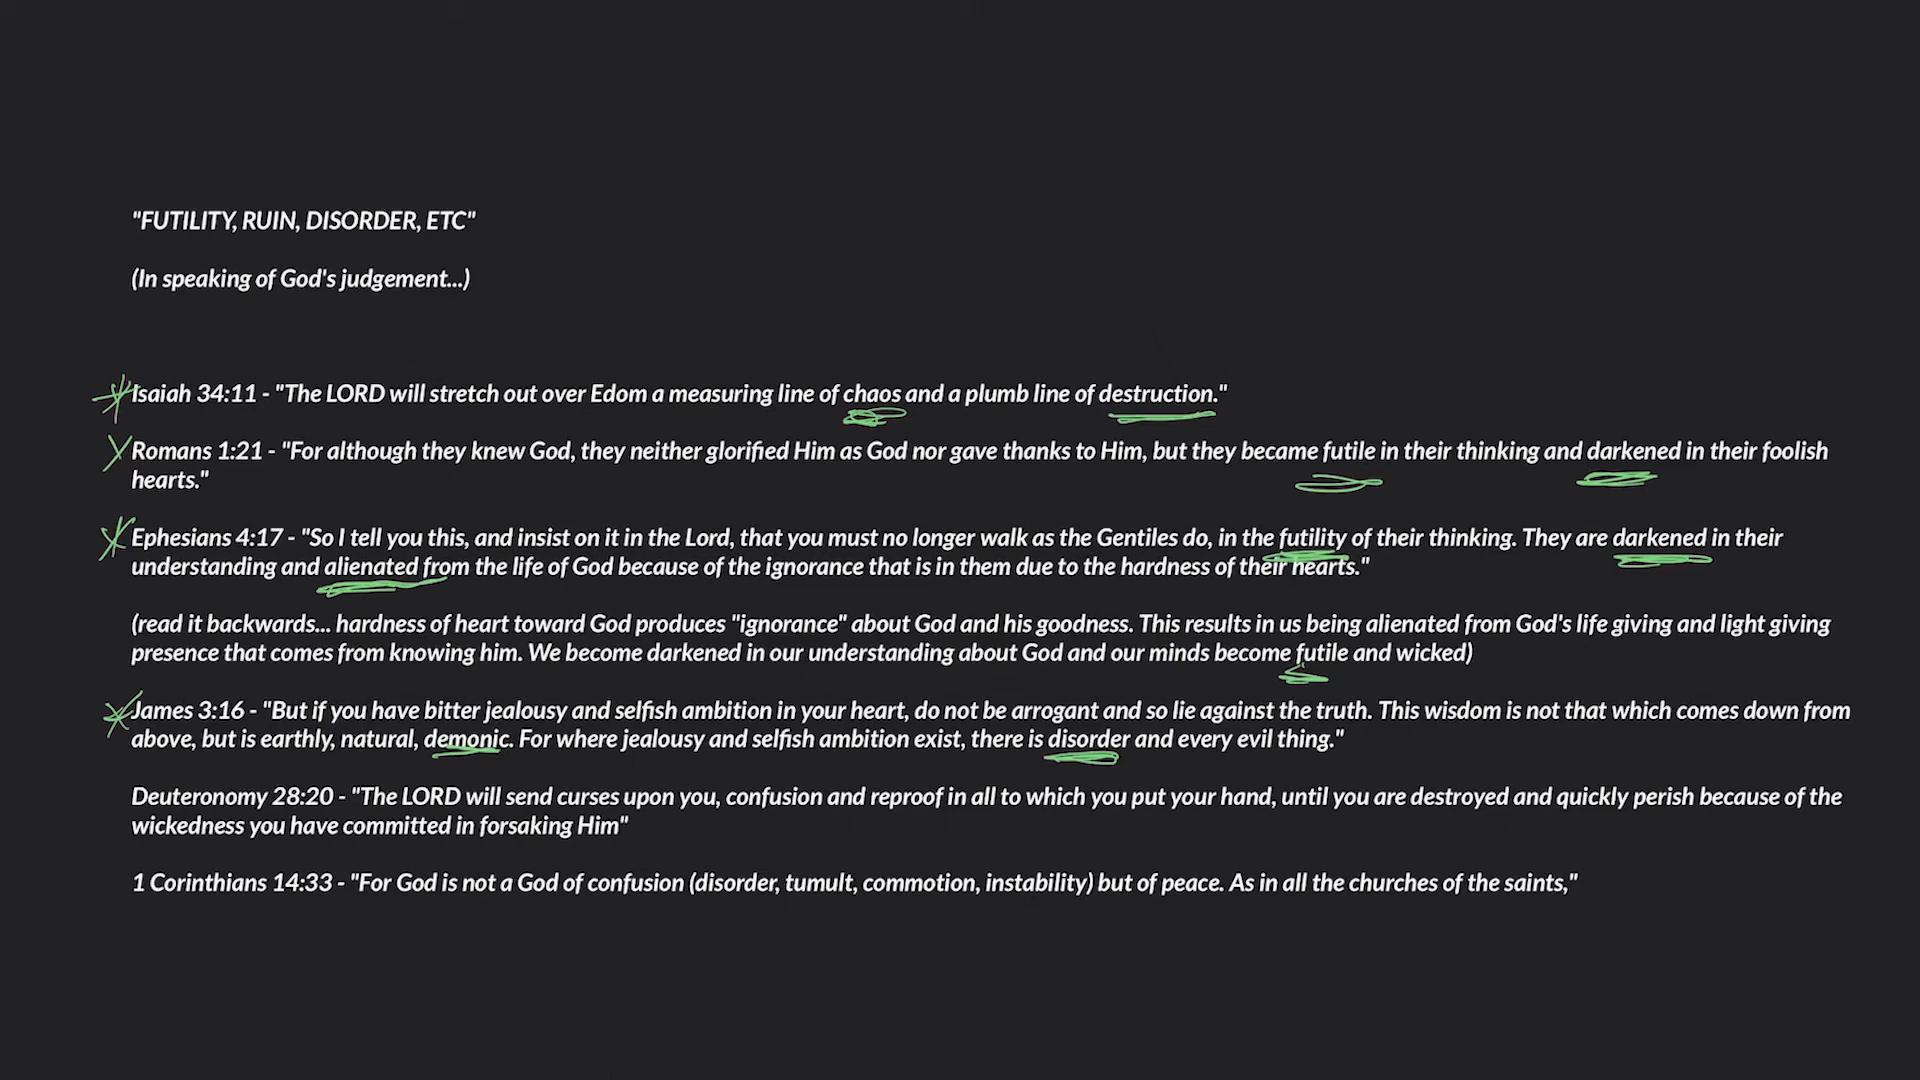 "FUTILITY, RUIN, DISORDER, ETC"
(In speaking of God's judgement...)
Isaiah 34:11 - "The LORD will stretch out over Edom a measuring line of chaos and a plumb line of destruction."
Romans 1:21 - "For although they knew God, they neither glorified Him as God nor gave thanks to Him, but they became futile in their thinking and darkened in their foolish
hearts."
Ephesians 4:17 - "So I tell you this, and insist on it in the Lord, that you must no longer walk as the Gentiles do, in the futility of their thinking. They are darkened in their
understanding and alienated from the life of God because of the ignorance that is in them due to the hardness of their hearts."
(read it backwards... hardness of heart toward God produces "ignorance" about God and his goodness. This results in us being alienated from God's life giving and light giving
presence that comes from knowing him. We become darkened in our understanding about God and our minds become futile and wicked)
James 3:16 - "But if you have bitter jealousy and selfish ambition in your heart, do not be arrogant and so lie against the truth. This wisdom is not that which comes down from
above, but is earthly, natural, demonic. For where jealousy and selfish ambition exist, there is disorder and every evil thing."
Deuteronomy 28:20 - "The LORD will send curses upon you, confusion and reproof in all to which you put your hand, until you are destroyed and quickly perish because of the
wickedness you have committed in forsaking Him"
1 Corinthians 14:33 - "For God is not a God of confusion (disorder, tumult, commotion, instability) but of peace. As in all the churches of the saints,"